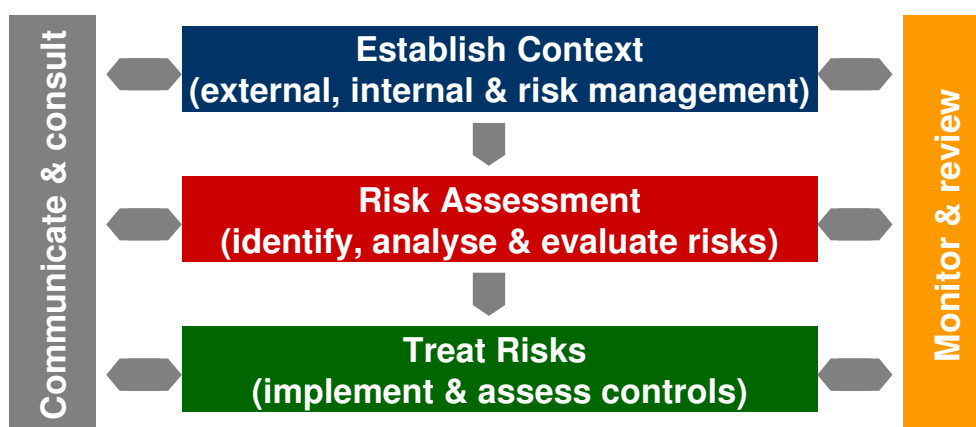 Communicate & consult
Establish Context
(external, internal & risk management)
Risk Assessment
(identify, analyse & evaluate risks)
Treat Risks
(implement & assess controls)
Monitor & review